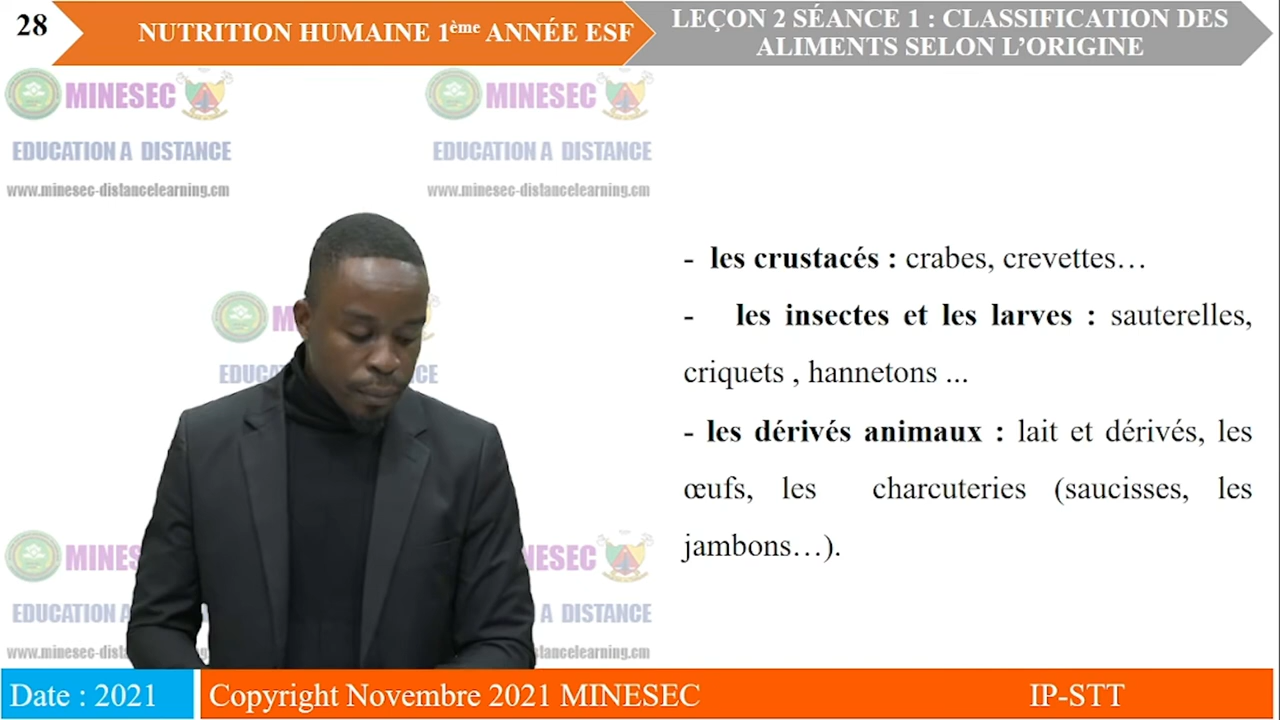 28
NUTRITION HUMAINE 1ème ANNÉE ESF
LEÇON 2 SÉANCE 1 : CLASSIFICATION DES
ALIMENTS SELON L’ORIGINE
MINESEC
EDUCATION A DISTANCE
www.minesec-distancelearning.cm
MINESEC
EDUCATION A DISTANCE
www.minesec-distancelearning.cm
- les crustacés : crabes, crevettes…
- les insectes et les larves : sauterelles,
criquets , hannetons ...
- les dérivés animaux : lait et dérivés, les
œufs, les charcuteries (saucisses, les
jambons…).
Date : 2021
Copyright Novembre 2021 MINESEC
IP-STT